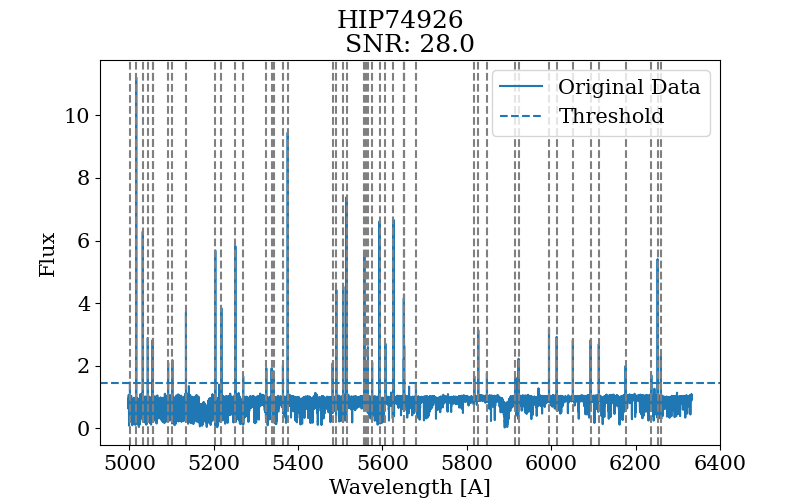 HIP74926
SNR: 28.0
Original Data
Threshold
Flux
10
8
6
4
2
0
5000 5200 5400 5600 5800 6000 6200 6400
Wavelength [A]